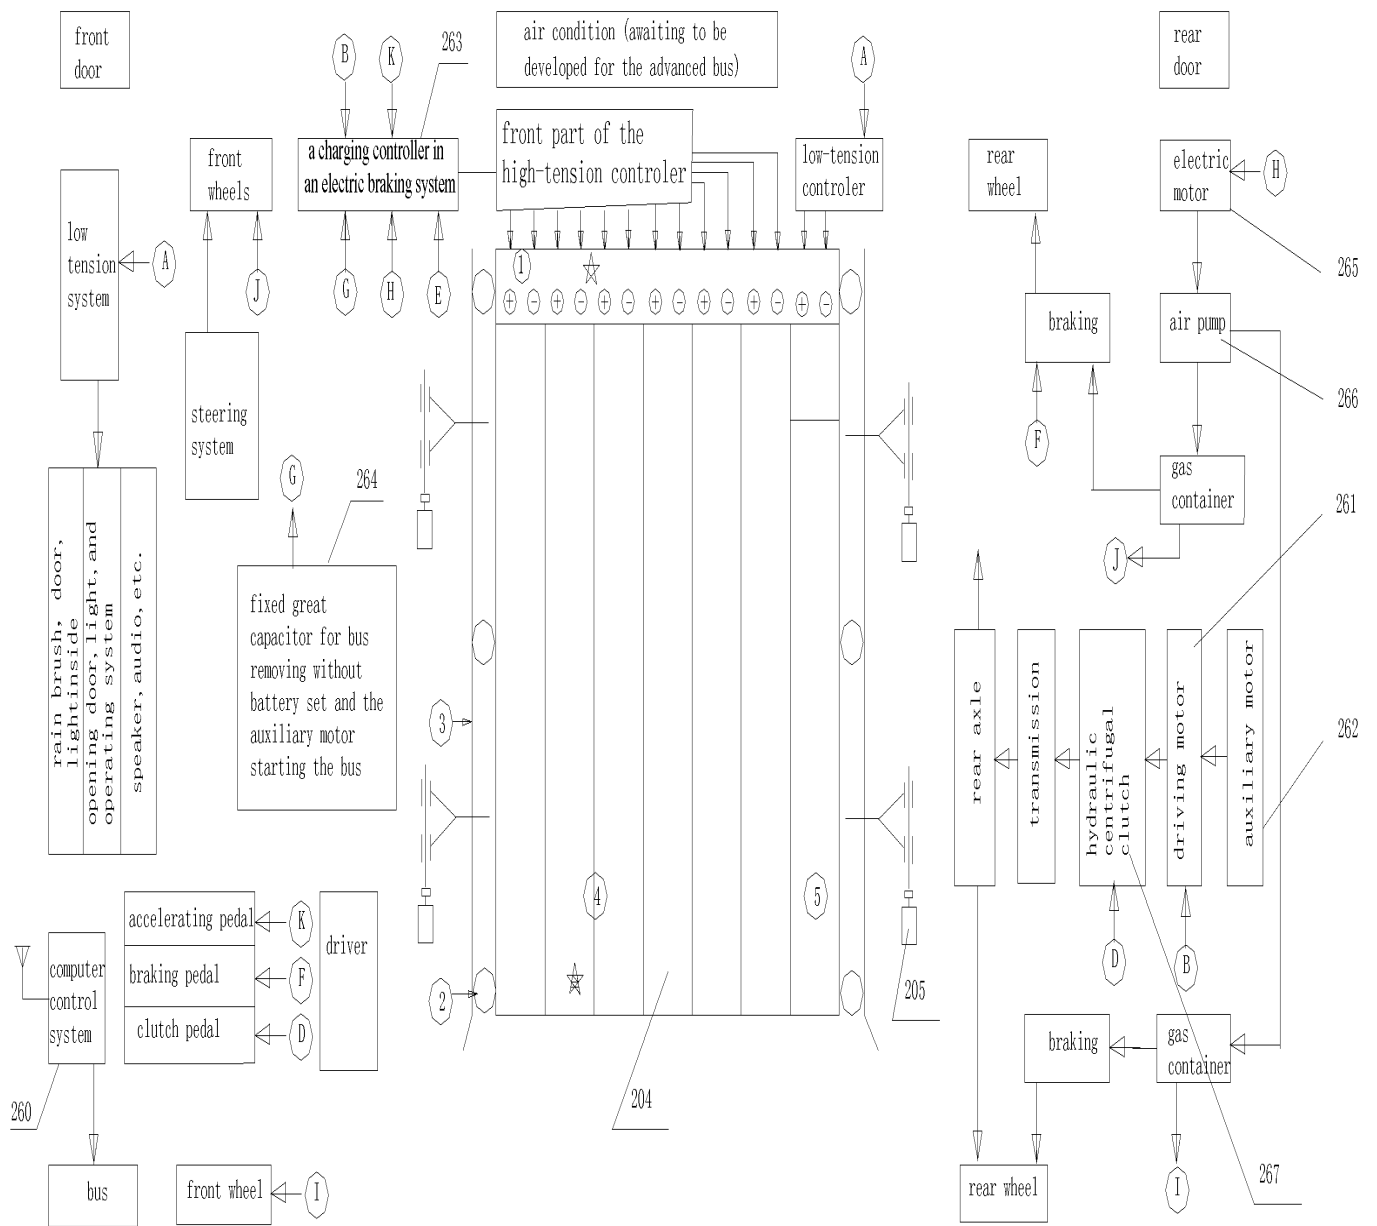 front
door
B
K
263
air condition (awaiting to be
developed for the advanced bus)
A
rear
door
front
wheels
a charging controller in
an electric braking system
front part of the
high-tension controler
low-tension
controler
rear
wheel
electric
motor
H
low
tension
system
A
J
G
H
E
1
+ - + - + - + - + - + - + -
265
braking
air pump
266
steering
system
F
gas
container
G
264
261
J
rain brush, door,
lightinside
opening door, light, and
operating system
speaker, audio, etc.
fixed great
capacitor for bus
removing without
battery set and the
auxiliary motor
starting the bus
3
rear axle
transmission
hydraulic
centrifugal
clutch
driving motor
auxiliary motor
262
4
5
accelerating pedal
K
braking pedal
F
clutch pedal
D
driver
computer
control
system
2
205
D
B
braking
gas
container
260
204
bus
front wheel
I
rear wheel
I
267